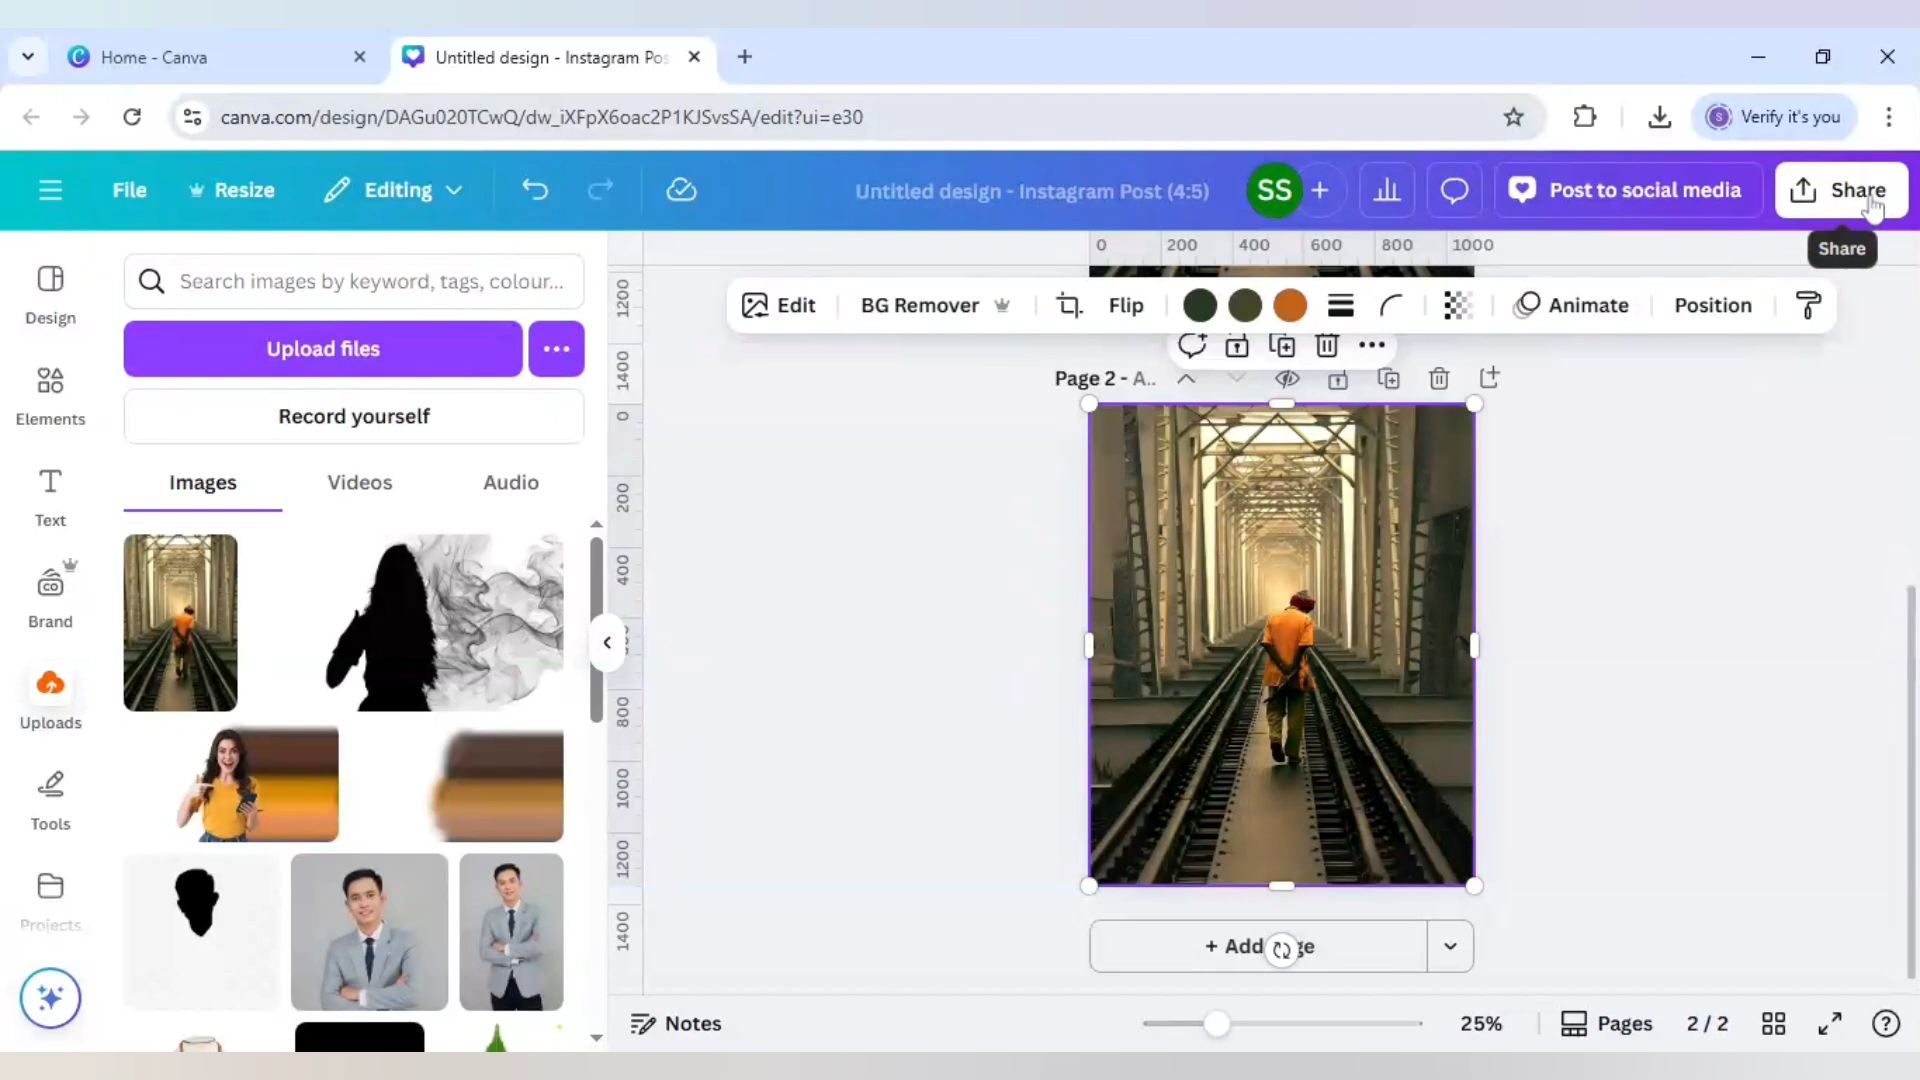 Home - Canva
Untitled design - Instagram Pos
canva.com/design/DAGu020TCwQ/dw_iXFpX6oac2P1KJSvsSA/edit?ui=e30
S
Verify it's you
File
Resize
Editing
Untitled design - Instagram Post (4:5)
SS
Post to social media
Share
Share
Design
Elements
Text
Brand
Uploads
Tools
Projects
Search images by keyword, tags, colour...
Upload files
Record yourself
Images
Videos
Audio
0
200
400
600
800
1000
1200
1400
0
200
400
800
1000
1200
1400
Edit
BG Remover
Flip
Animate
Position
Page 2 - A..
+ Add
Notes
25%
Pages
2 / 2